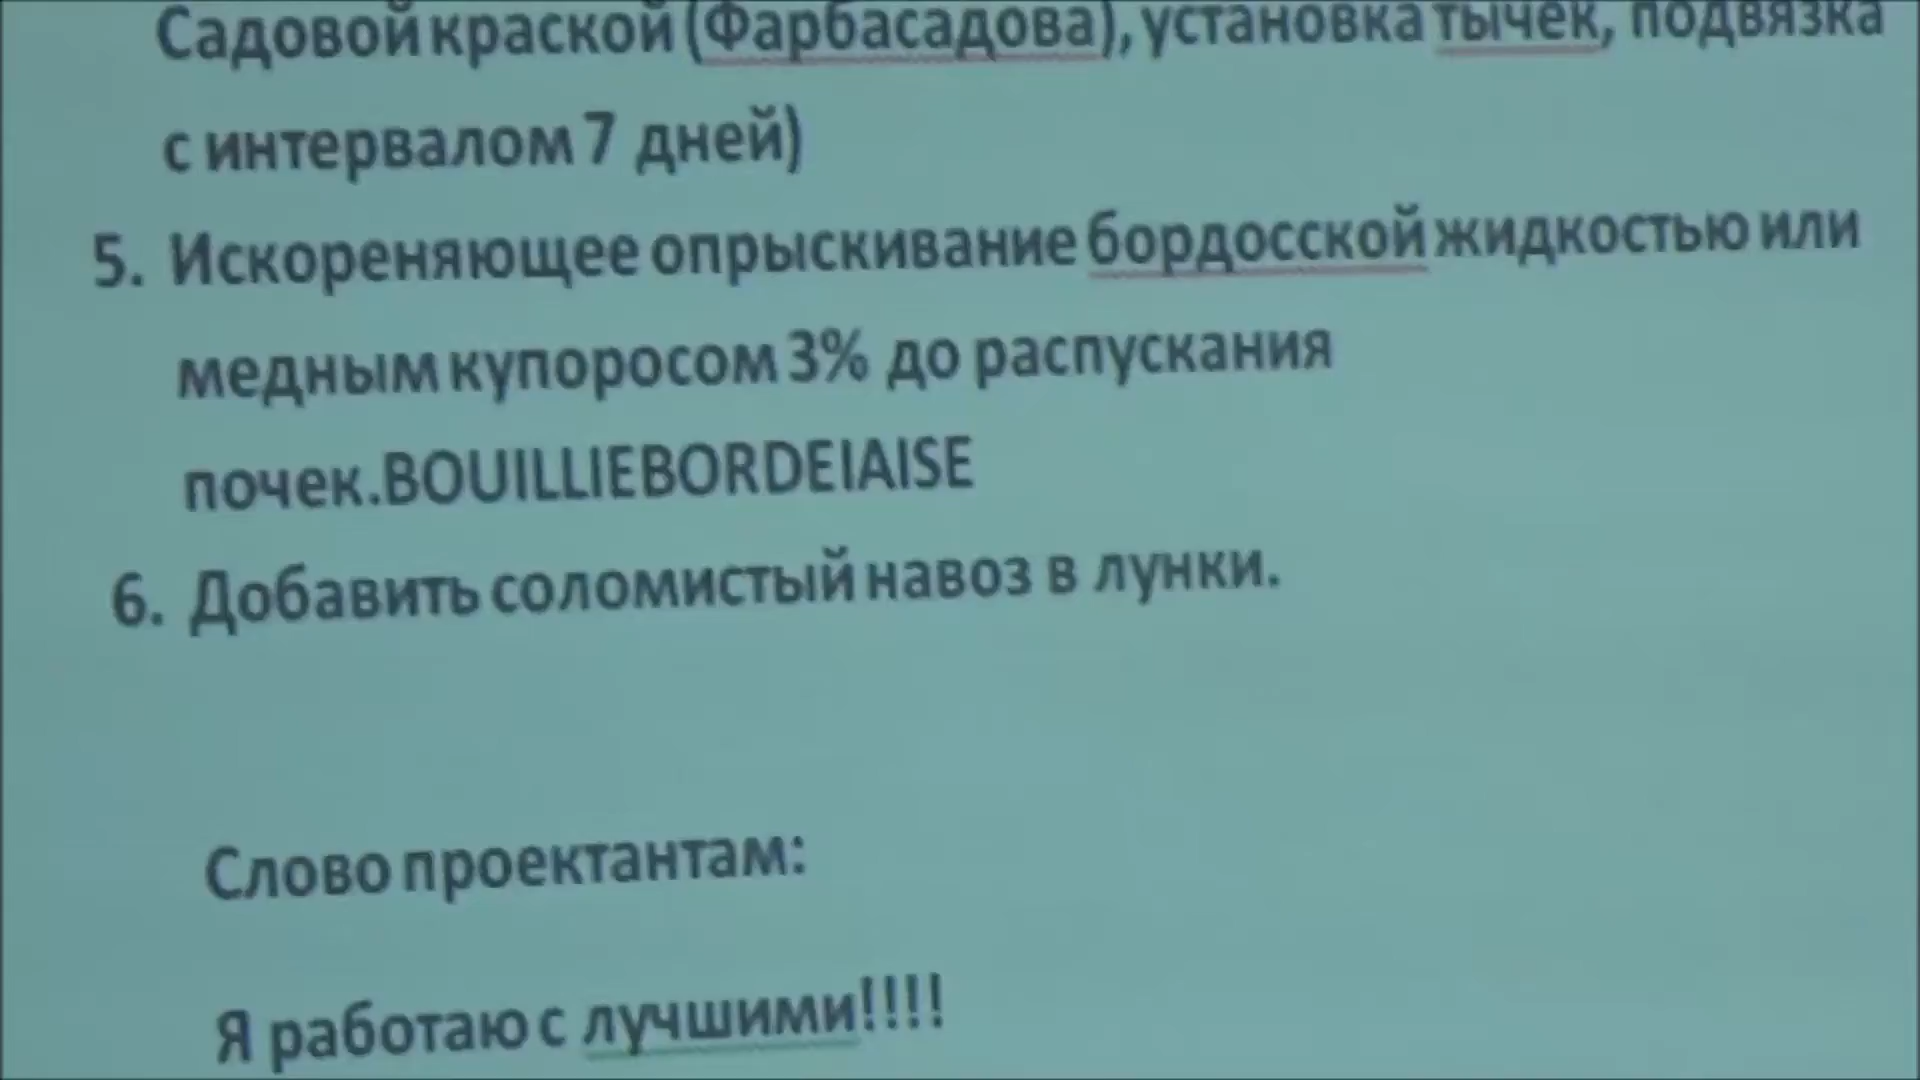 Садовой краской (Фарбасадова), установка тычек, подвязка
с интервалом 7 дней)
5. Искореняющее опрыскивание бордосской жидкостью или
медным купоросом 3% до распускания
почек.BOUILLIEBORDEIAISE
6. Добавить соломистый навоз в лунки.
Слово проектантам:
Я работаю с лучшими!!!!